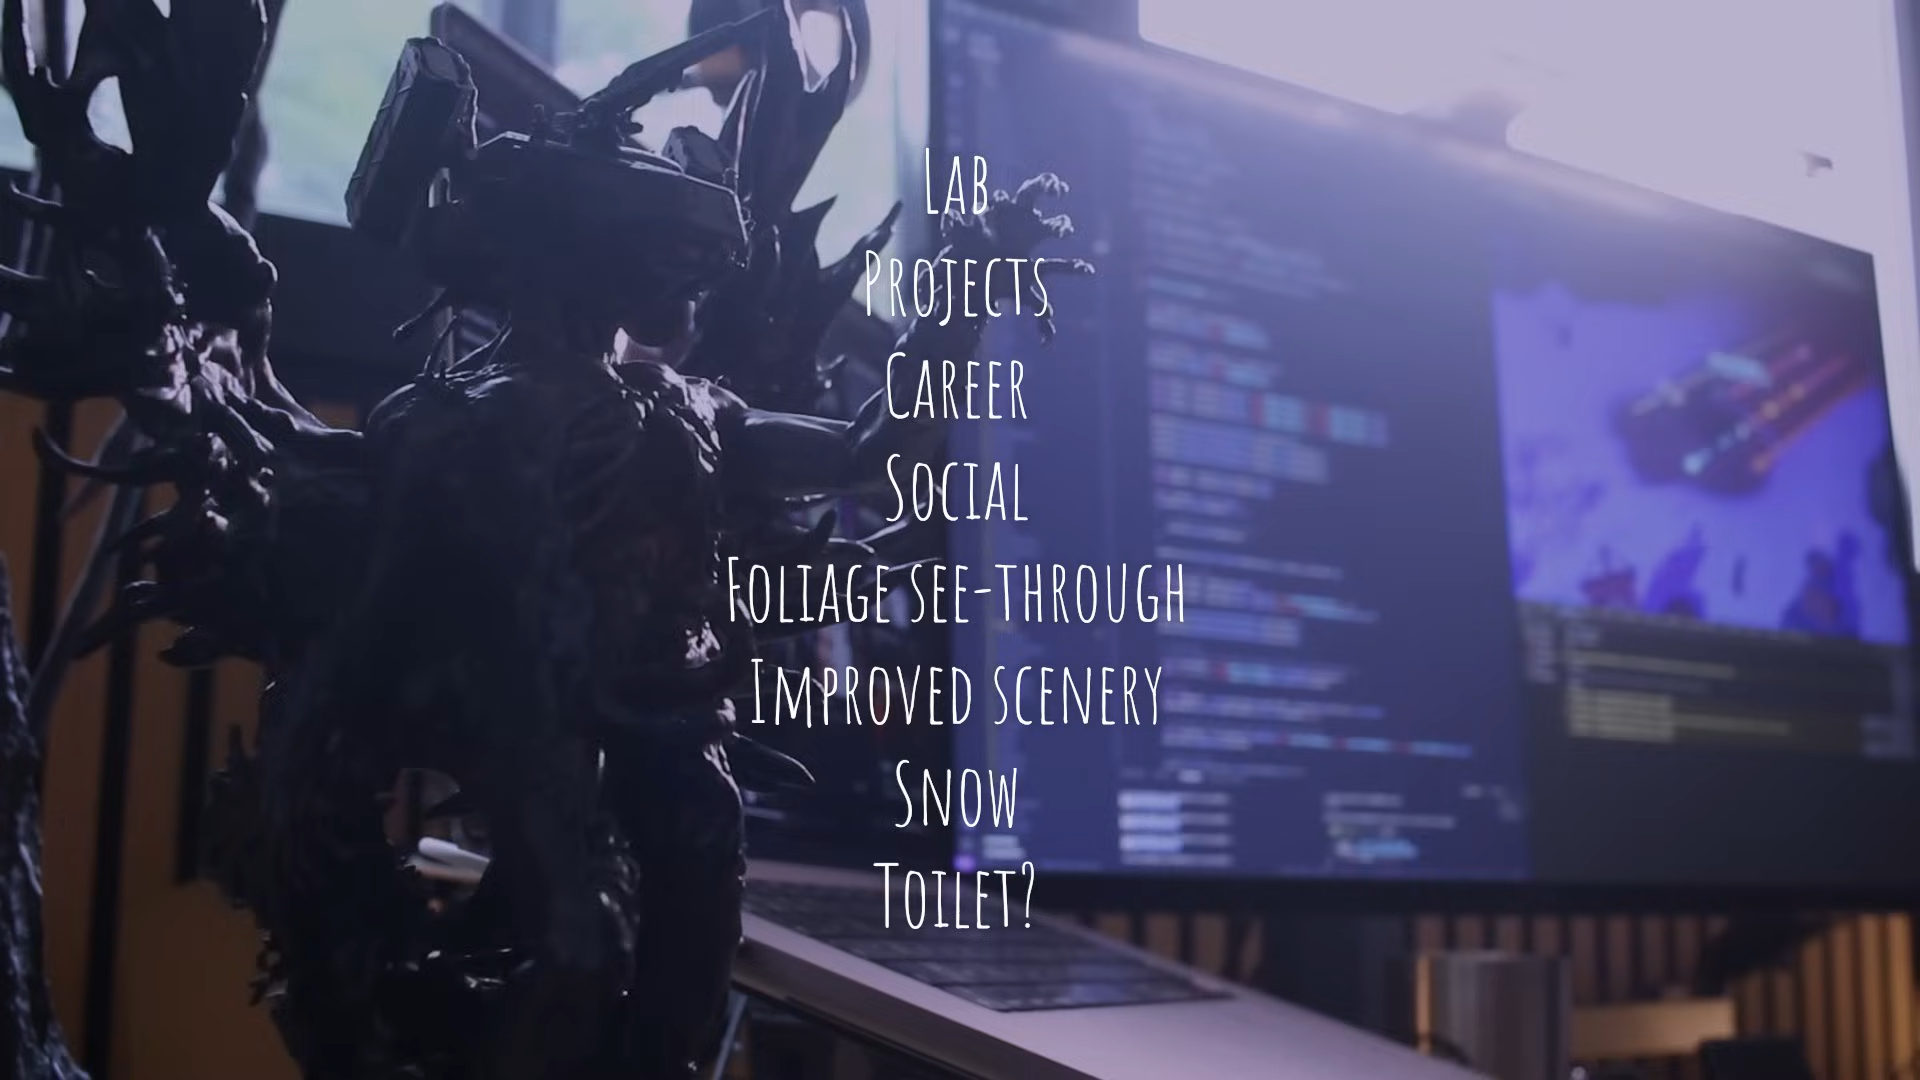 Lab
Projects
Career
Social
Foliage see-through
Improved scenery
Snow
Toilet?